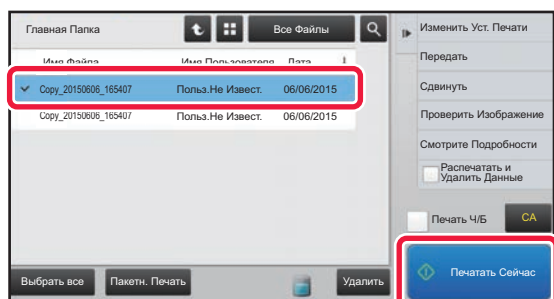 Главная Папка
Все Файлы
Имя Файла Имя Пользователя Дата
Copy_20150606_165407 Польз.Не Извест. 06/06/2015
Copy_20150606_165407 Польз.Не Извест. 06/06/2015
Выбрать все
Пакетн. Печать
Удалить
Изменить Уст. Печати
Передать
Сдвинуть
Проверить Изображение
Смотрите Подробности
Распечатать и
Удалить Данные
Печать Ч/Б
CA
Печатать Сейчас